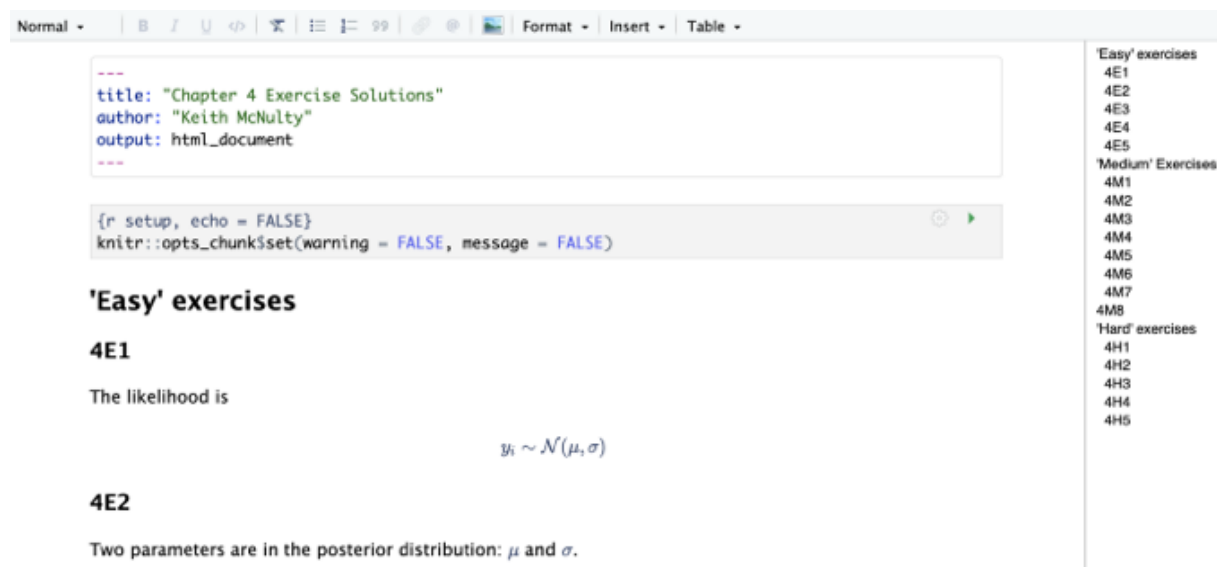 Normal
B I U </> 99 @ Format Insert Table
---
title: "Chapter 4 Exercise Solutions"
author: "Keith McNulty"
output: html_document
---
{r setup, echo = FALSE}
knitr::opts_chunk$set(warning = FALSE, message = FALSE)
'Easy' exercises
4E1
The likelihood is
yᵢ ∼ 𝒩(μ, σ)
4E2
Two parameters are in the posterior distribution: μ and σ.
'Easy' exercises
4E1
4E2
4E3
4E4
4E5
'Medium' Exercises
4M1
4M2
4M3
4M4
4M5
4M6
4M7
4M8
'Hard' exercises
4H1
4H2
4H3
4H4
4H5